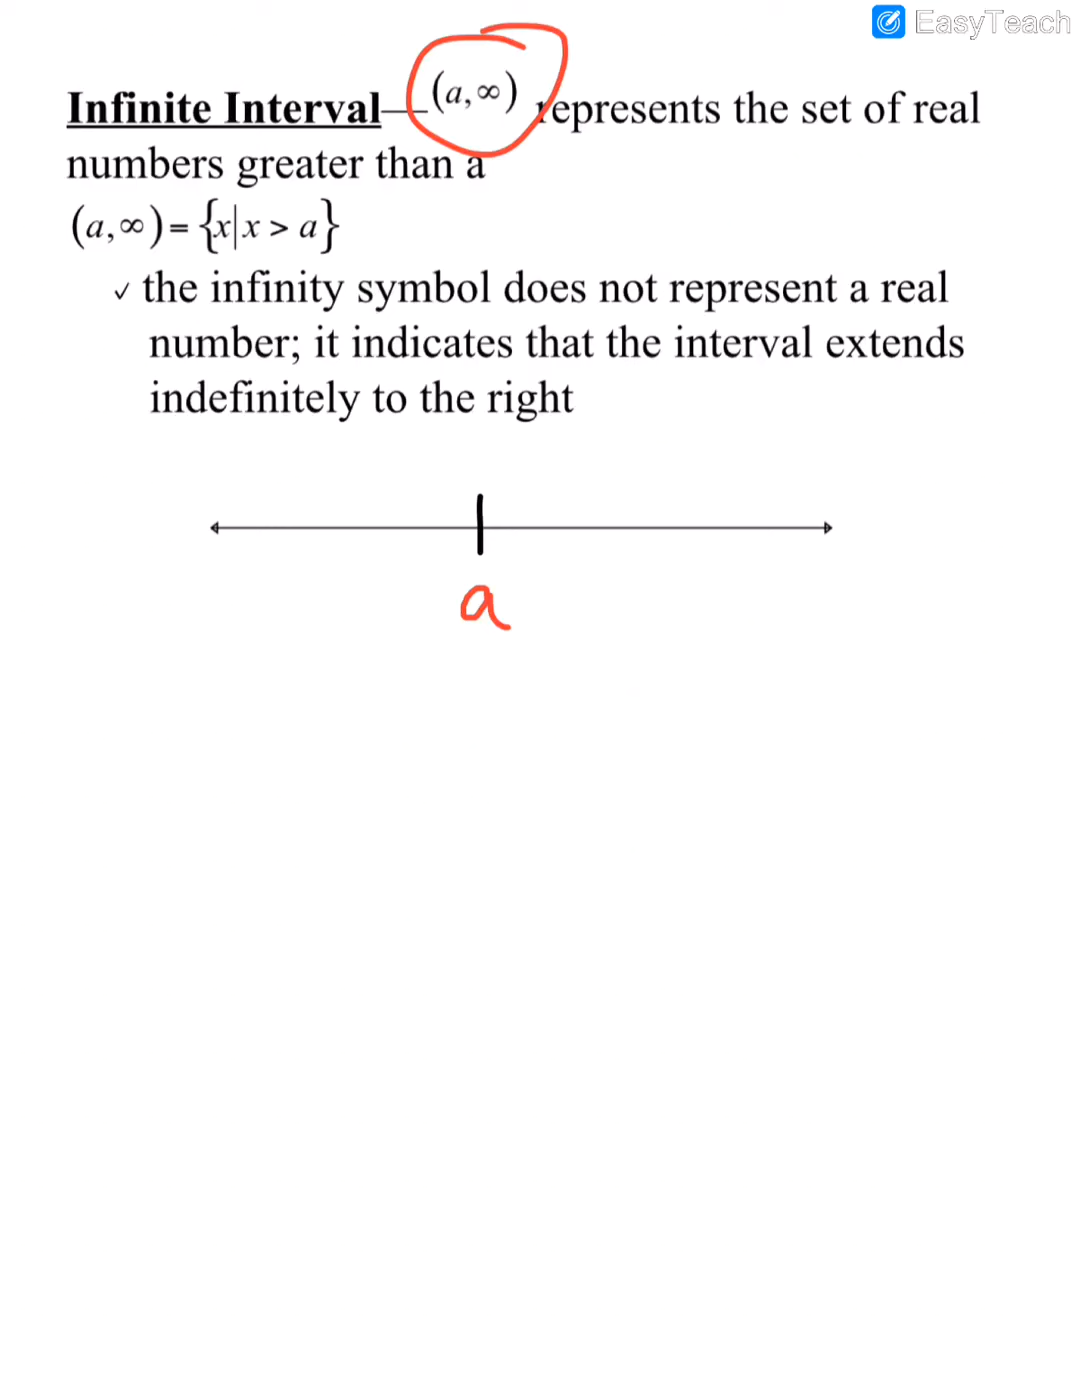 EasyTeach
Infinite Interval—(a,∞) represents the set of real
numbers greater than a
(a,∞) = {x|x > a}
✓ the infinity symbol does not represent a real
number; it indicates that the interval extends
indefinitely to the right
a